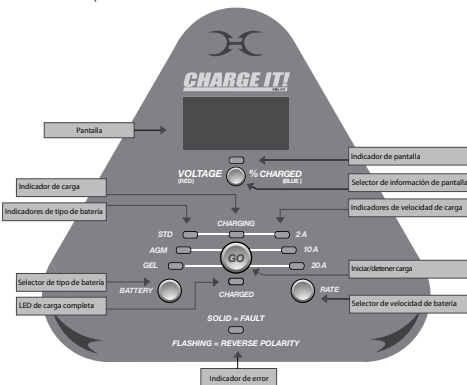 CHARGE IT!
Pantalla
Indicador de pantalla
VOLTAGE % CHARGED
(RED) (BLUE)
Selector de información de pantalla
Indicador de carga
Indicadores de tipo de batería
Indicadores de velocidad de carga
CHARGING
STD 2 A
AGM 10 A
GO
GEL 20 A
Iniciar/detener carga
Selector de tipo de batería
BATTERY RATE
LED de carga completa
CHARGED
Selector de velocidad de batería
SOLID = FAULT
FLASHING = REVERSE POLARITY
Indicador de error